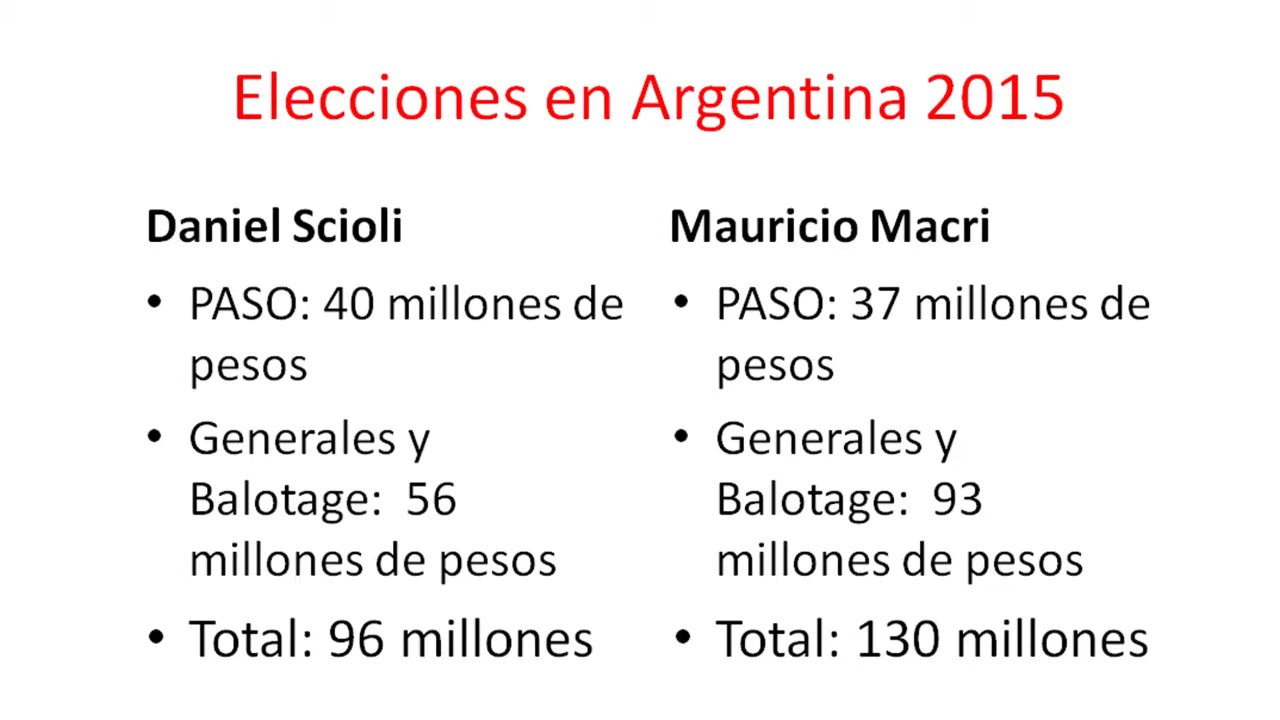 Elecciones en Argentina 2015
Daniel Scioli
• PASO: 40 millones de
pesos
• Generales y
Balotage:  56
millones de pesos
• Total: 96 millones
Mauricio Macri
• PASO: 37 millones de
pesos
• Generales y
Balotage:  93
millones de pesos
• Total: 130 millones